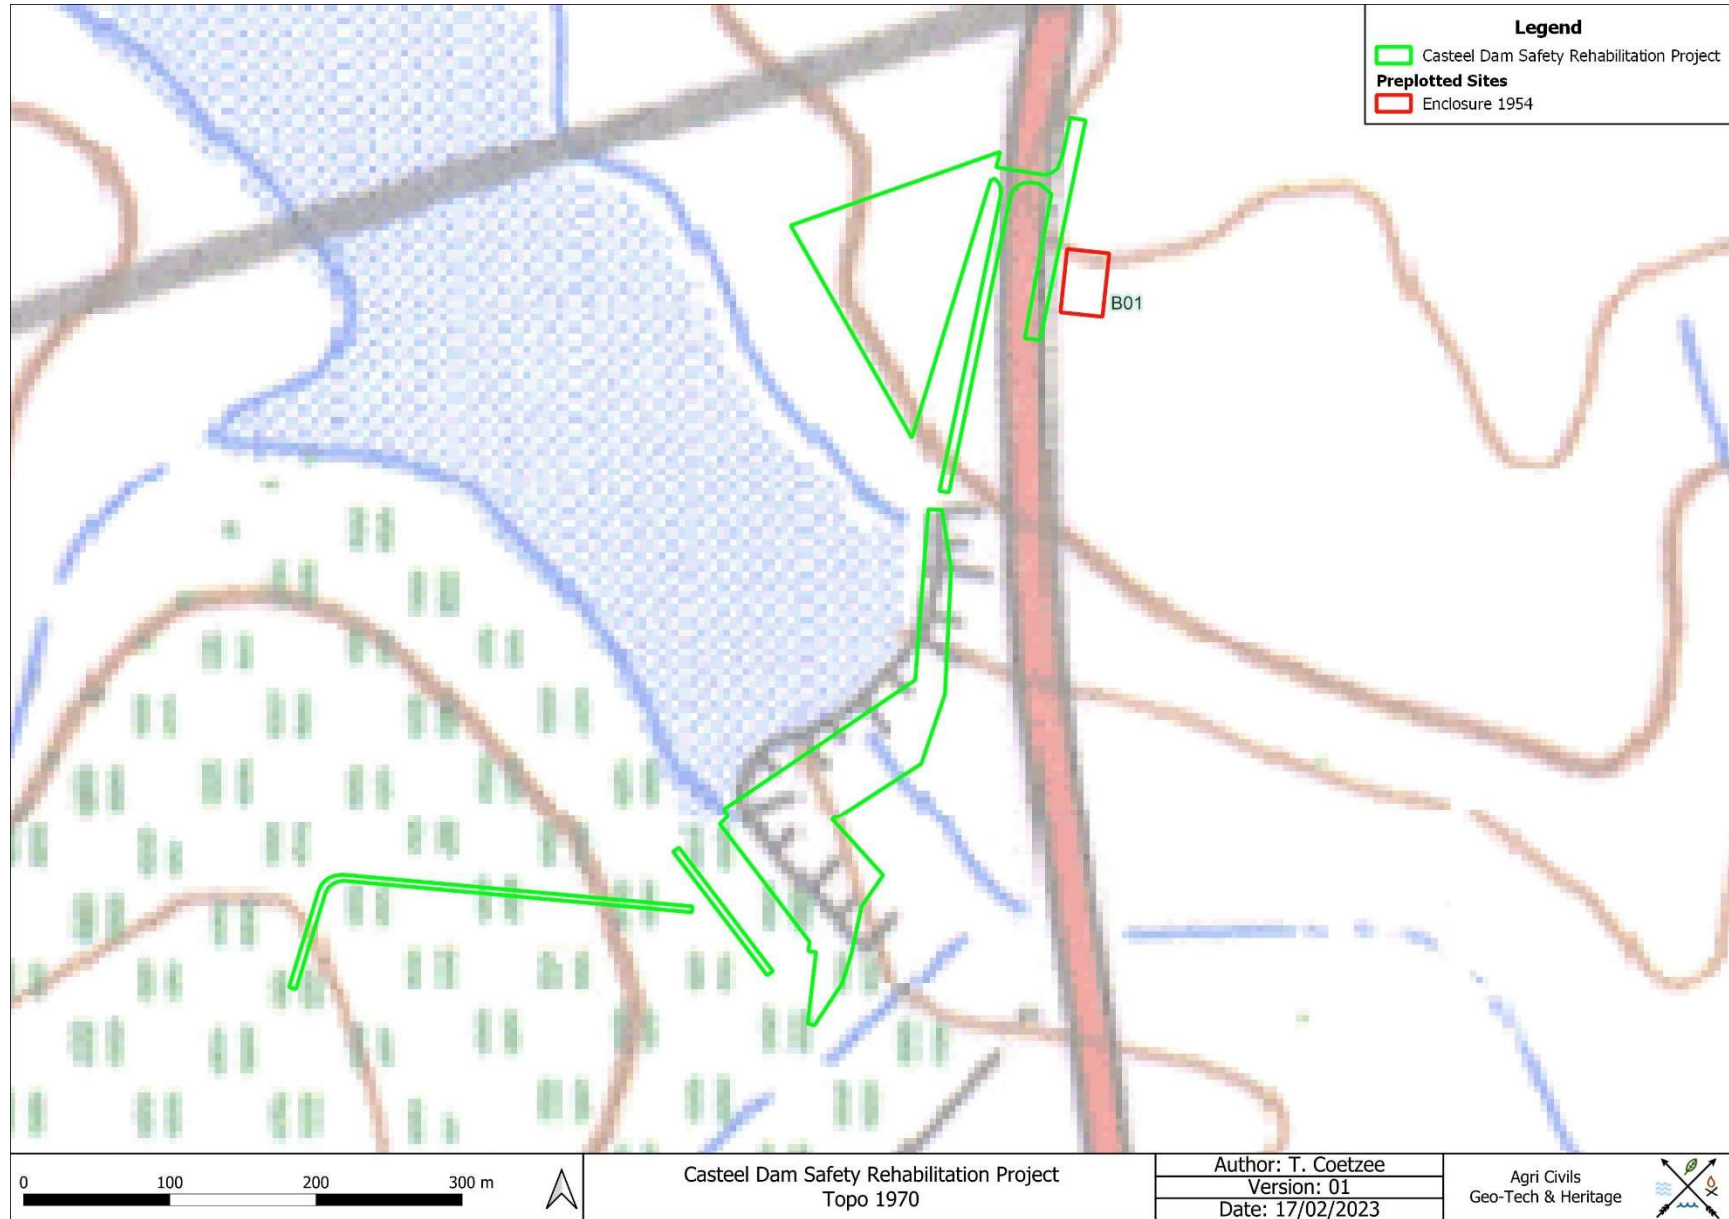 Legend
Casteel Dam Safety Rehabilitation Project
Preplotted Sites
Enclosure 1954
B01
0 100 200 300 m
Casteel Dam Safety Rehabilitation Project
Topo 1970
Author: T. Coetzee
Version: 01
Date: 17/02/2023
Agri Civils
Geo-Tech & Heritage